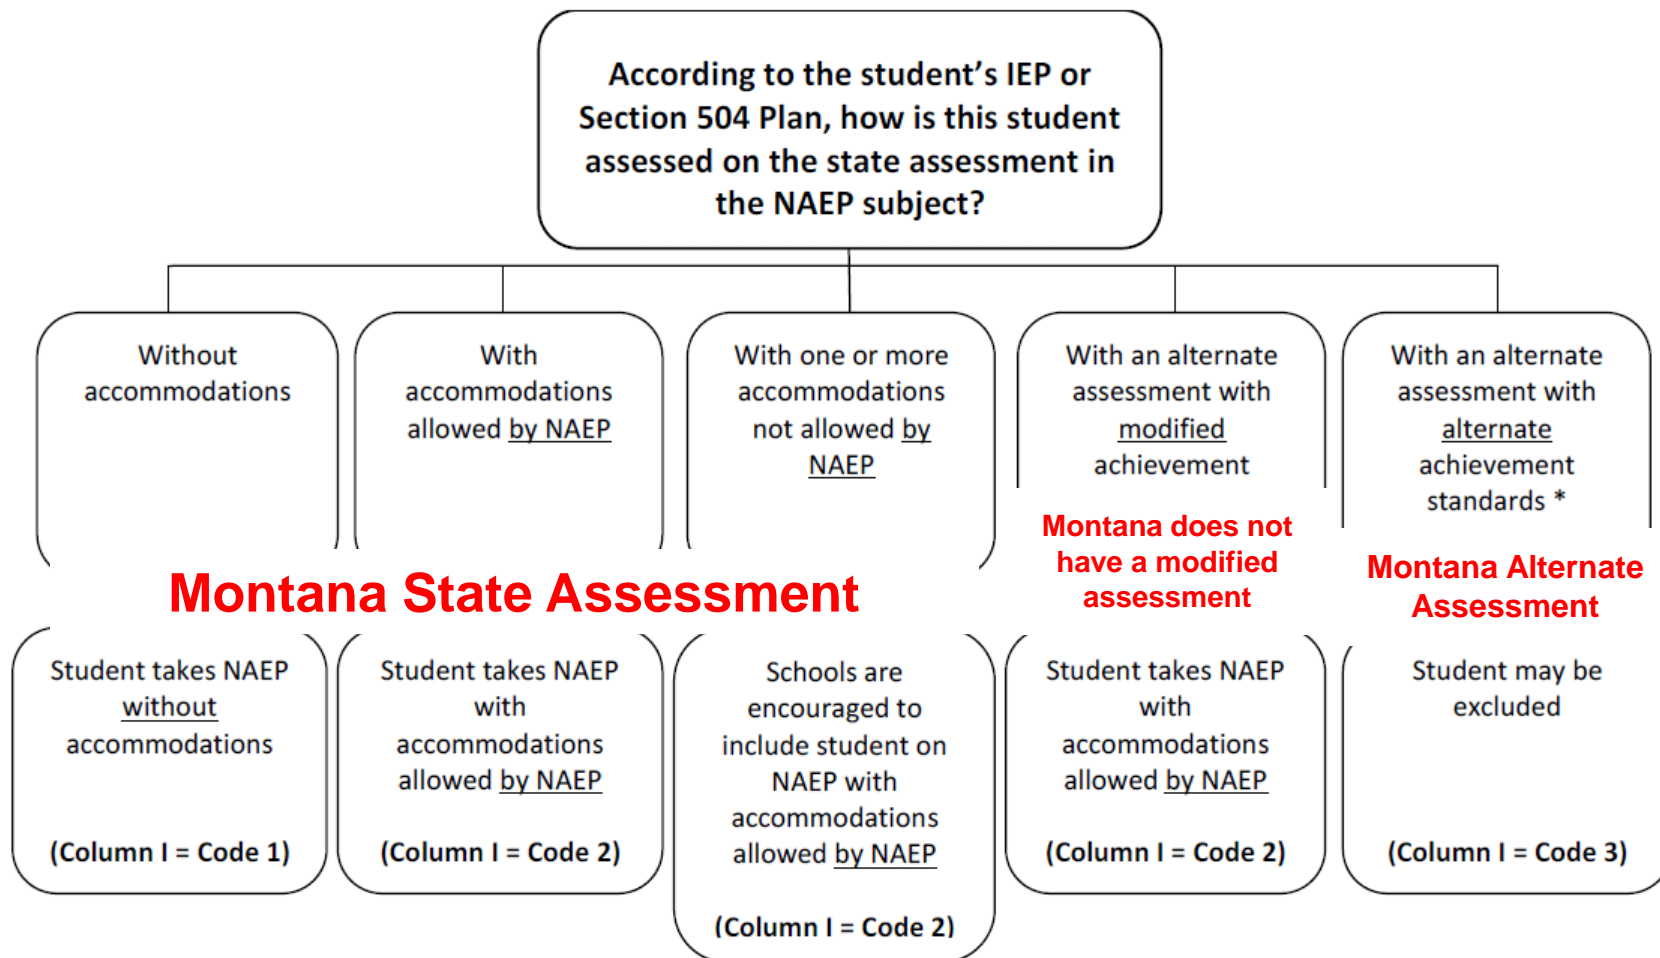 According to the student’s IEP or
Section 504 Plan, how is this student
assessed on the state assessment in
the NAEP subject?
Without
accommodations
With
accommodations
allowed by NAEP
With one or more
accommodations
not allowed by
NAEP
With an alternate
assessment with
modified
achievement
With an alternate
assessment with
alternate
achievement
standards *
Montana State Assessment
Montana does not
have a modified
assessment
Montana Alternate
Assessment
Student takes NAEP
without
accommodations
(Column I = Code 1)
Student takes NAEP
with
accommodations
allowed by NAEP
(Column I = Code 2)
Schools are
encouraged to
include student on
NAEP with
accommodations
allowed by NAEP
(Column I = Code 2)
Student takes NAEP
with
accommodations
allowed by NAEP
(Column I = Code 2)
Student may be
excluded
(Column I = Code 3)